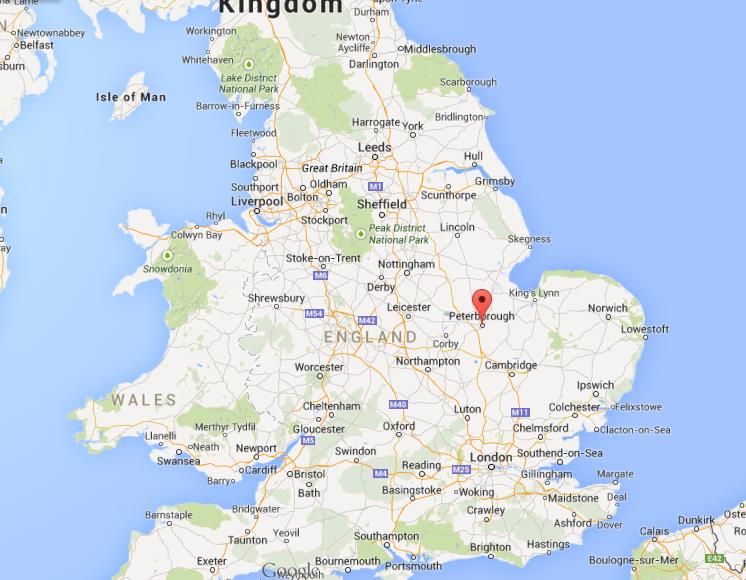 Kingdom
Durham
Workington
Newtownabbey
Belfast
Newton
Aycliffe
Middlesbrough
Whitehaven
Darlington
Lake District
National Park
Scarborough
Isle of Man
Barrow-in-Furness
Bridlington
Harrogate
York
Fleetwood
Leeds
Blackpool
Great Britain
Hull
Southport
Oldham
M1
Grimsby
Bolton
Scunthorpe
Liverpool
Sheffield
Rhyl
Stockport
Colwyn Bay
Peak District
National Park
Lincoln
Skegness
Stoke-on-Trent
Snowdonia
Nottingham
M6
Derby
Shrewsbury
King's Lynn
Leicester
Norwich
M54
M42
Peterborough
Lowestoft
ENGLAND
Corby
Worcester
Northampton
Cambridge
Ipswich
WALES
Cheltenham
M40
Luton
M11
Colchester
Felixstowe
Merthyr Tydfil
Gloucester
Oxford
Chelmsford
Clacton-on-Sea
Llanelli
M5
Neath
Newport
Swindon
London
Southend-on-Sea
Swansea
Cardiff
Reading
M25
Bristol
M4
Gillingham
Margate
Barry
Bath
Basingstoke
Woking
Maidstone
Deal
Bridgwater
Crawley
Barnstaple
Ashford
Dover
Dunkirk
Taunton
Yeovil
Southampton
Calais
Hastings
Brighton
E42
Exeter
Google
Bournemouth
Portsmouth
Boulogne-sur-Mer